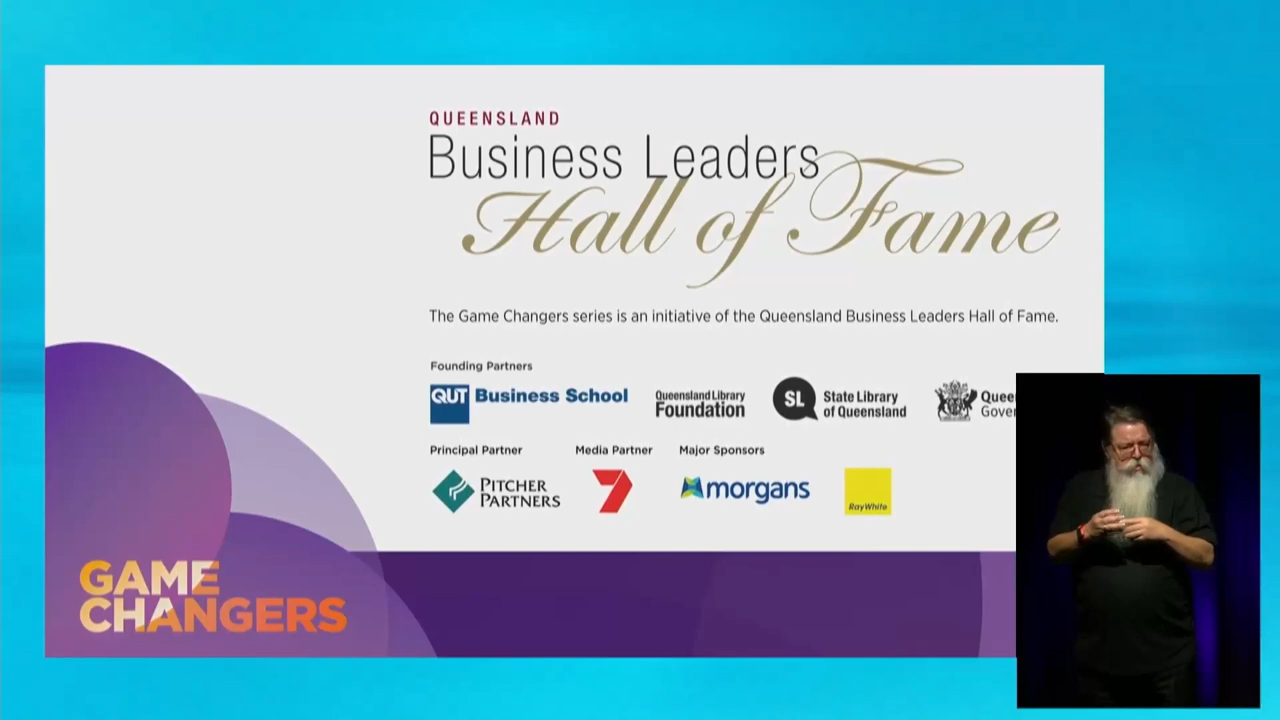 QUEENSLAND
Business Leaders
Hall of Fame
The Game Changers series is an initiative of the Queensland Business Leaders Hall of Fame.
Founding Partners
QUT Business School
Queensland Library
Foundation
SL
State Library
of Queensland
Principal Partner
Media Partner
Major Sponsors
PITCHER
PARTNERS
7
morgans
RayWhite
GAME
CHANGERS